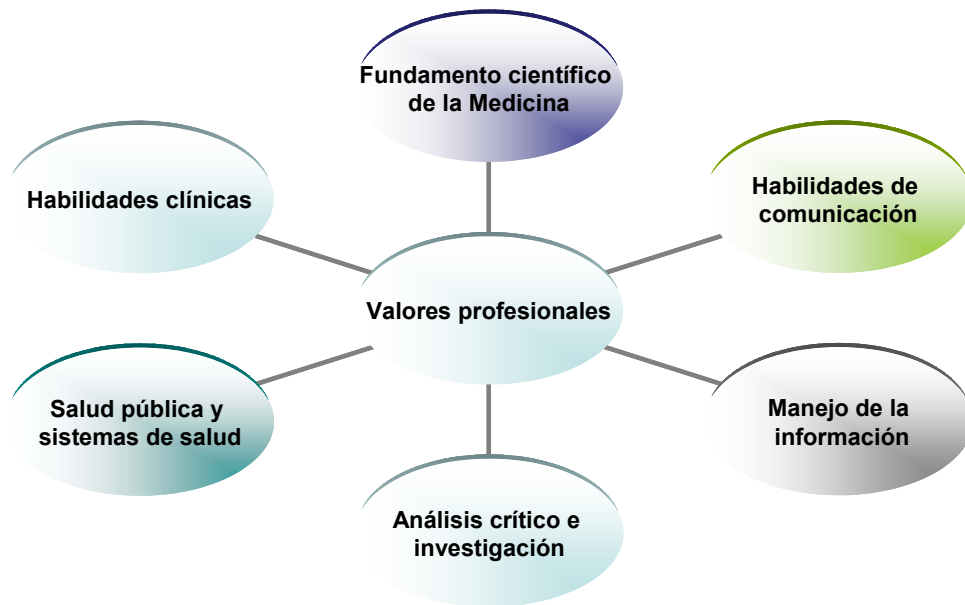 Fundamento científico
de la Medicina
Habilidades clínicas
Habilidades de
comunicación
Valores profesionales
Salud pública y
sistemas de salud
Manejo de la
información
Análisis crítico e
investigación